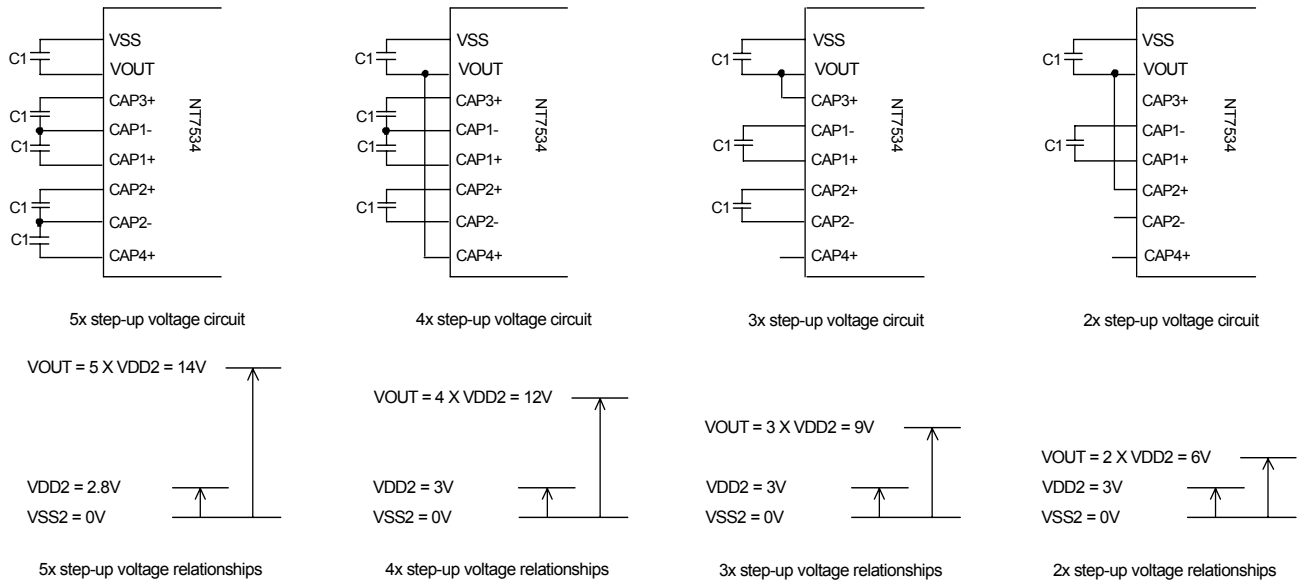 VSS
C1
VOUT
CAP3+
C1
CAP1-
C1
CAP1+
CAP2+
C1
CAP2-
C1
CAP4+
NT7534
5x step-up voltage circuit
VSS
C1
VOUT
CAP3+
C1
CAP1-
C1
CAP1+
CAP2+
C1
CAP2-
CAP4+
NT7534
4x step-up voltage circuit
VSS
C1
VOUT
CAP3+
CAP1-
C1
CAP1+
CAP2+
C1
CAP2-
CAP4+
NT7534
3x step-up voltage circuit
VSS
C1
VOUT
CAP3+
CAP1-
C1
CAP1+
CAP2+
CAP2-
CAP4+
NT7534
2x step-up voltage circuit
VOUT = 5 X VDD2 = 14V
VDD2 = 2.8V
VSS2 = 0V
5x step-up voltage relationships
VOUT = 4 X VDD2 = 12V
VDD2 = 3V
VSS2 = 0V
4x step-up voltage relationships
VOUT = 3 X VDD2 = 9V
VDD2 = 3V
VSS2 = 0V
3x step-up voltage relationships
VOUT = 2 X VDD2 = 6V
VDD2 = 3V
VSS2 = 0V
2x step-up voltage relationships